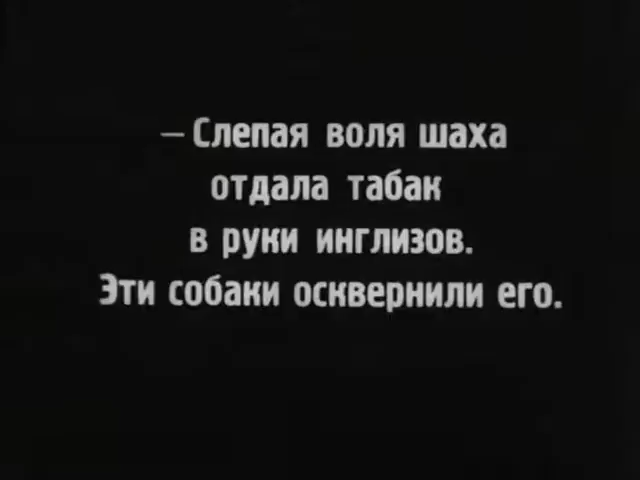 – Слепая воля шаха
отдала табак
в руки инглизов.
Эти собаки осквернили его.